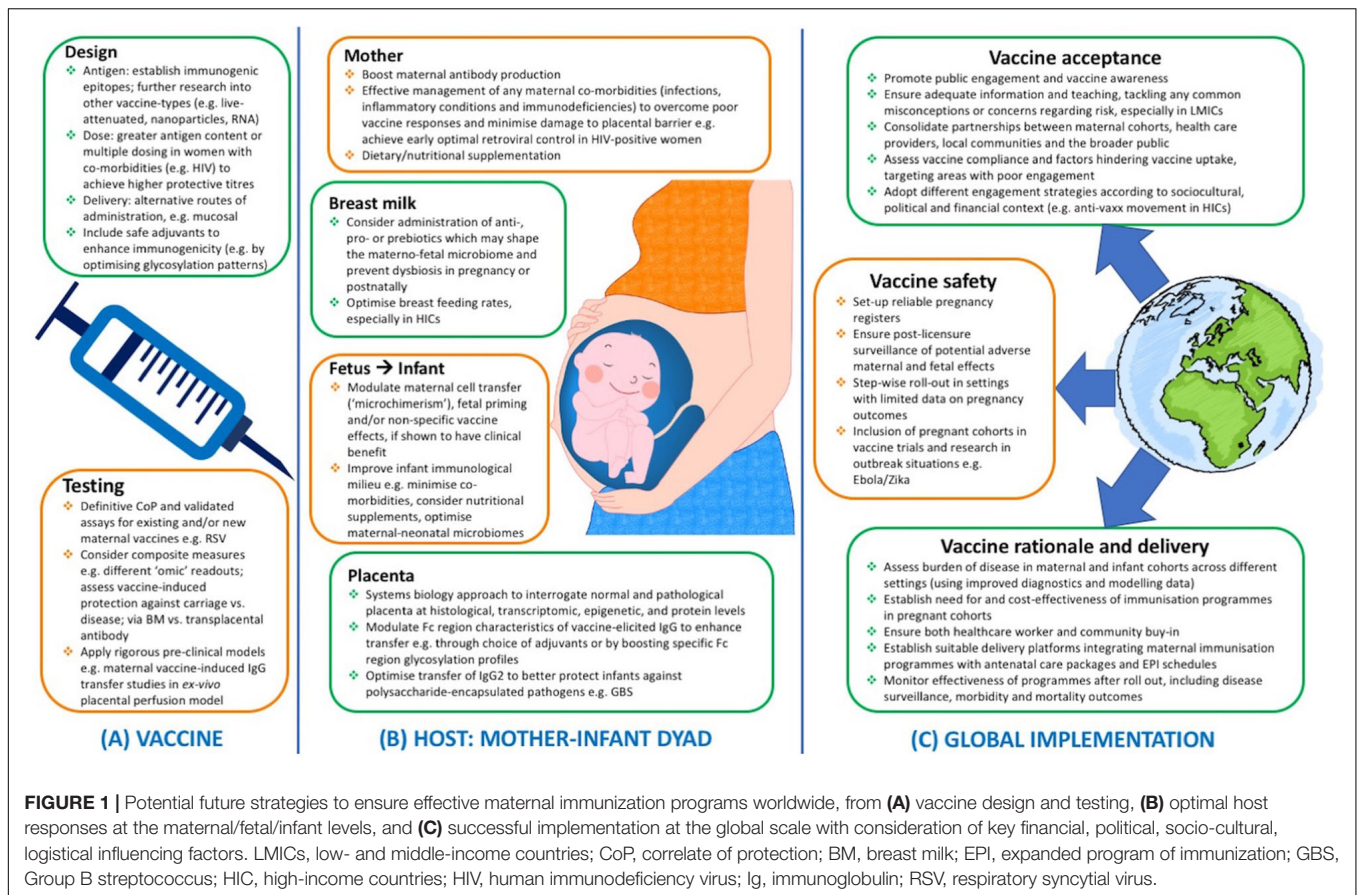 Design
Antigen: establish immunogenic
epitopes; further research into
other vaccine-types (e.g. live-
attenuated, nanoparticles, RNA)
Dose: greater antigen content or
multiple dosing in women with
co-morbidities (e.g. HIV) to
achieve higher protective titres
Delivery: alternative routes of
administration, e.g. mucosal
Include safe adjuvants to
enhance immunogenicity (e.g. by
optimising glycosylation patterns)
Testing
Definitive CoP and validated
assays for existing and/or new
maternal vaccines e.g. RSV
Consider composite measures
e.g. different ‘omic’ readouts;
assess vaccine-induced
protection against carriage vs.
disease; via BM vs. transplacental
antibody
Apply rigorous pre-clinical models
e.g. maternal vaccine-induced IgG
transfer studies in ex-vivo
placental perfusion model
(A) VACCINE
Mother
Boost maternal antibody production
Effective management of any maternal co-morbidities (infections,
inflammatory conditions and immunodeficiencies) to overcome poor
vaccine responses and minimise damage to placental barrier e.g.
achieve early optimal retroviral control in HIV-positive women
Dietary/nutritional supplementation
Breast milk
Consider administration of anti-,
pro- or prebiotics which may shape
the materno-fetal microbiome and
prevent dysbiosis in pregnancy or
postnatally
Optimise breast feeding rates,
especially in HICs
Fetus → Infant
Modulate maternal cell transfer
(‘microchimerism’), fetal priming
and/or non-specific vaccine
effects, if shown to have clinical
benefit
Improve infant immunological
milieu e.g. minimise co-
morbidities, consider nutritional
supplements, optimise
maternal-neonatal microbiomes
Placenta
Systems biology approach to interrogate normal and pathological
placenta at histological, transcriptomic, epigenetic, and protein levels
Modulate Fc region characteristics of vaccine-elicited IgG to enhance
transfer e.g. through choice of adjuvants or by boosting specific Fc
region glycosylation profiles
Optimise transfer of IgG2 to better protect infants against
polysaccharide-encapsulated pathogens e.g. GBS
(B) HOST: MOTHER-INFANT DYAD
Vaccine acceptance
Promote public engagement and vaccine awareness
Ensure adequate information and teaching, tackling any common
misconceptions or concerns regarding risk, especially in LMICs
Consolidate partnerships between maternal cohorts, health care
providers, local communities and the broader public
Assess vaccine compliance and factors hindering vaccine uptake,
targeting areas with poor engagement
Adopt different engagement strategies according to sociocultural,
political and financial context (e.g. anti-vaxx movement in HICs)
Vaccine safety
Set-up reliable pregnancy
registers
Ensure post-licensure
surveillance of potential adverse
maternal and fetal effects
Step-wise roll-out in settings
with limited data on pregnancy
outcomes
Inclusion of pregnant cohorts in
vaccine trials and research in
outbreak situations e.g.
Ebola/Zika
Vaccine rationale and delivery
Assess burden of disease in maternal and infant cohorts across different
settings (using improved diagnostics and modelling data)
Establish need for and cost-effectiveness of immunisation programmes
in pregnant cohorts
Ensure both healthcare worker and community buy-in
Establish suitable delivery platforms integrating maternal immunisation
programmes with antenatal care packages and EPI schedules
Monitor effectiveness of programmes after roll out, including disease
surveillance, morbidity and mortality outcomes
(C) GLOBAL IMPLEMENTATION
FIGURE 1 | Potential future strategies to ensure effective maternal immunization programs worldwide, from (A) vaccine design and testing, (B) optimal host
responses at the maternal/fetal/infant levels, and (C) successful implementation at the global scale with consideration of key financial, political, socio-cultural,
logistical influencing factors. LMICs, low- and middle-income countries; CoP, correlate of protection; BM, breast milk; EPI, expanded program of immunization; GBS,
Group B streptococcus; HIC, high-income countries; HIV, human immunodeficiency virus; Ig, immunoglobulin; RSV, respiratory syncytial virus.